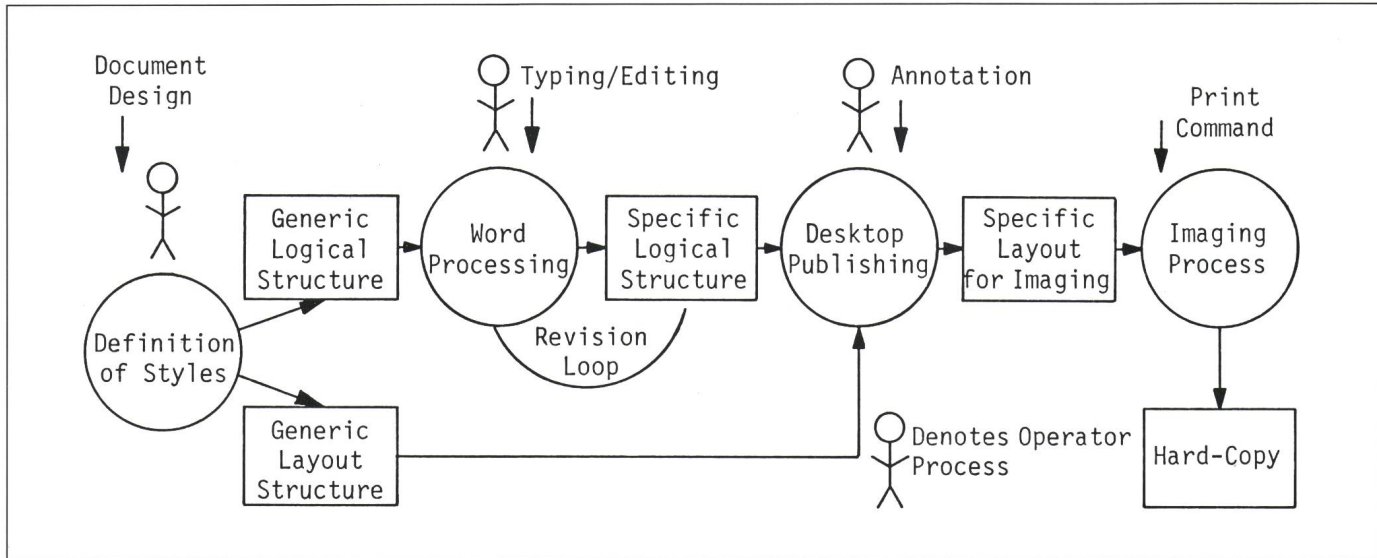 Document
Design
Typing/Editing
Annotation
Print
Command
Generic
Logical
Structure
Word
Processing
Specific
Logical
Structure
Desktop
Publishing
Specific
Layout
for Imaging
Imaging
Process
Definition
of Styles
Revision
Loop
Generic
Layout
Structure
Denotes Operator
Process
Hard-Copy